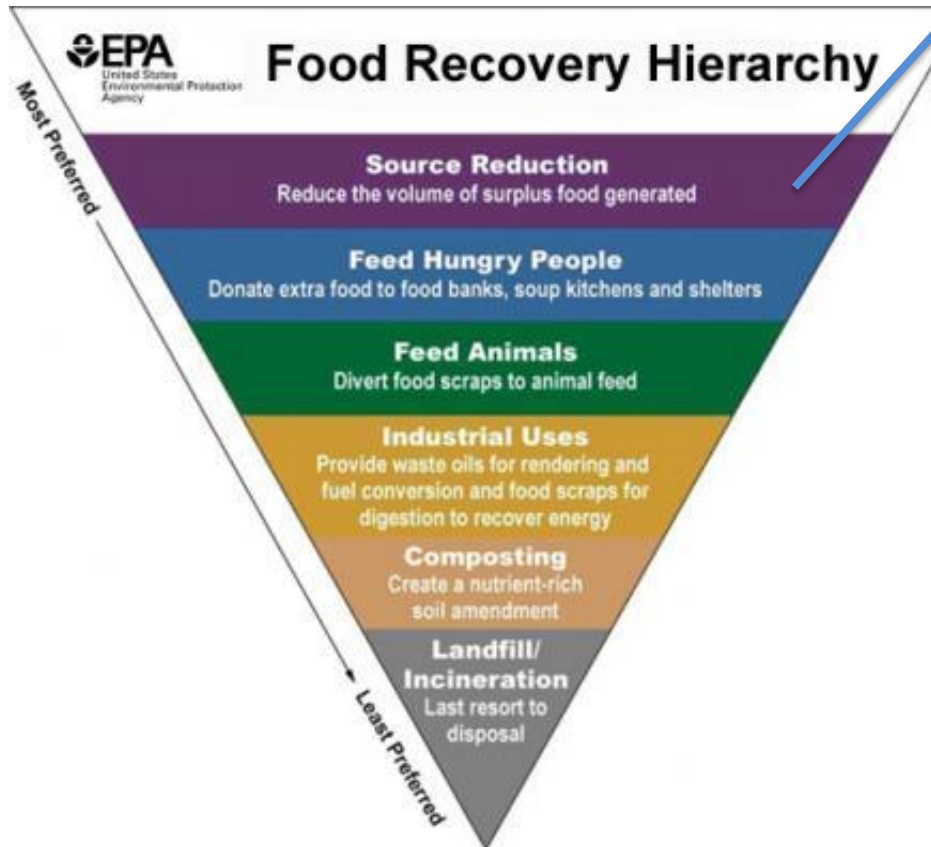 EPA
United States
Environmental Protection
Agency
Food Recovery Hierarchy
Most Preferred
Source Reduction
Reduce the volume of surplus food generated
Feed Hungry People
Donate extra food to food banks, soup kitchens and shelters
Feed Animals
Divert food scraps to animal feed
Industrial Uses
Provide waste oils for rendering and
fuel conversion and food scraps for
digestion to recover energy
Composting
Create a nutrient-rich
soil amendment
Landfill/
Incineration
Last resort to
disposal
Least Preferred